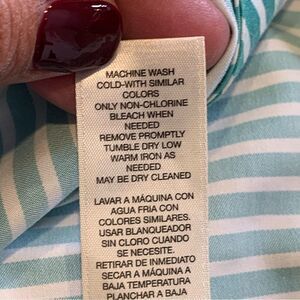 MACHINE WASH
COLD-WITH SIMILAR
COLORS
ONLY NON-CHLORINE
BLEACH WHEN
NEEDED
REMOVE PROMPTLY
TUMBLE DRY LOW
WARM IRON AS
NEEDED
MAY BE DRY CLEANED
LAVAR A MÁQUINA CON
AGUA FRIA CON
COLORES SIMILARES.
USAR BLANQUEADOR
SIN CLORO CUANDO
SE NECESITE.
RETIRAR DE INMEDIATO
SECAR A MÁQUINA A
BAJA TEMPERATURA
PLANCHAR A BAJA